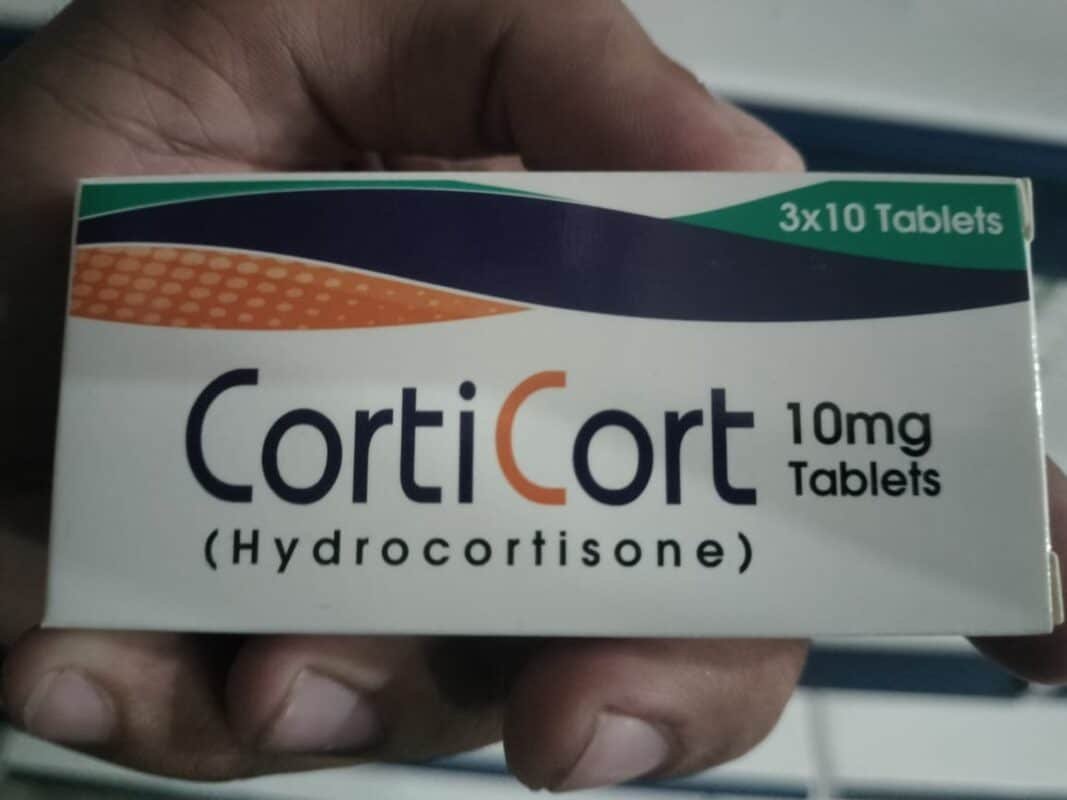 3x10 Tablets
CortiCort 10mg
Tablets
(Hydrocortisone)